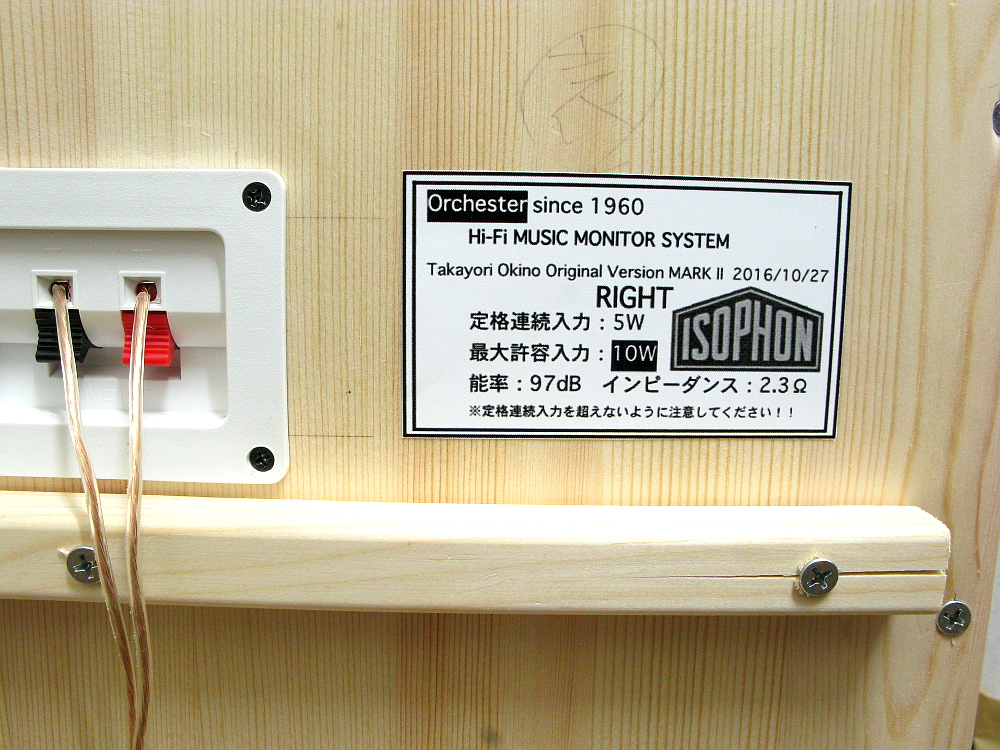 Orchester since 1960
Hi-Fi MUSIC MONITOR SYSTEM
Takayori Okino Original Version MARK II 2016/10/27
RIGHT
ISOPHON
定格連続入力：5W
最大許容入力：10W
能率：97dB インピーダンス：2.3Ω
※定格連続入力を超えないように注意してください！！